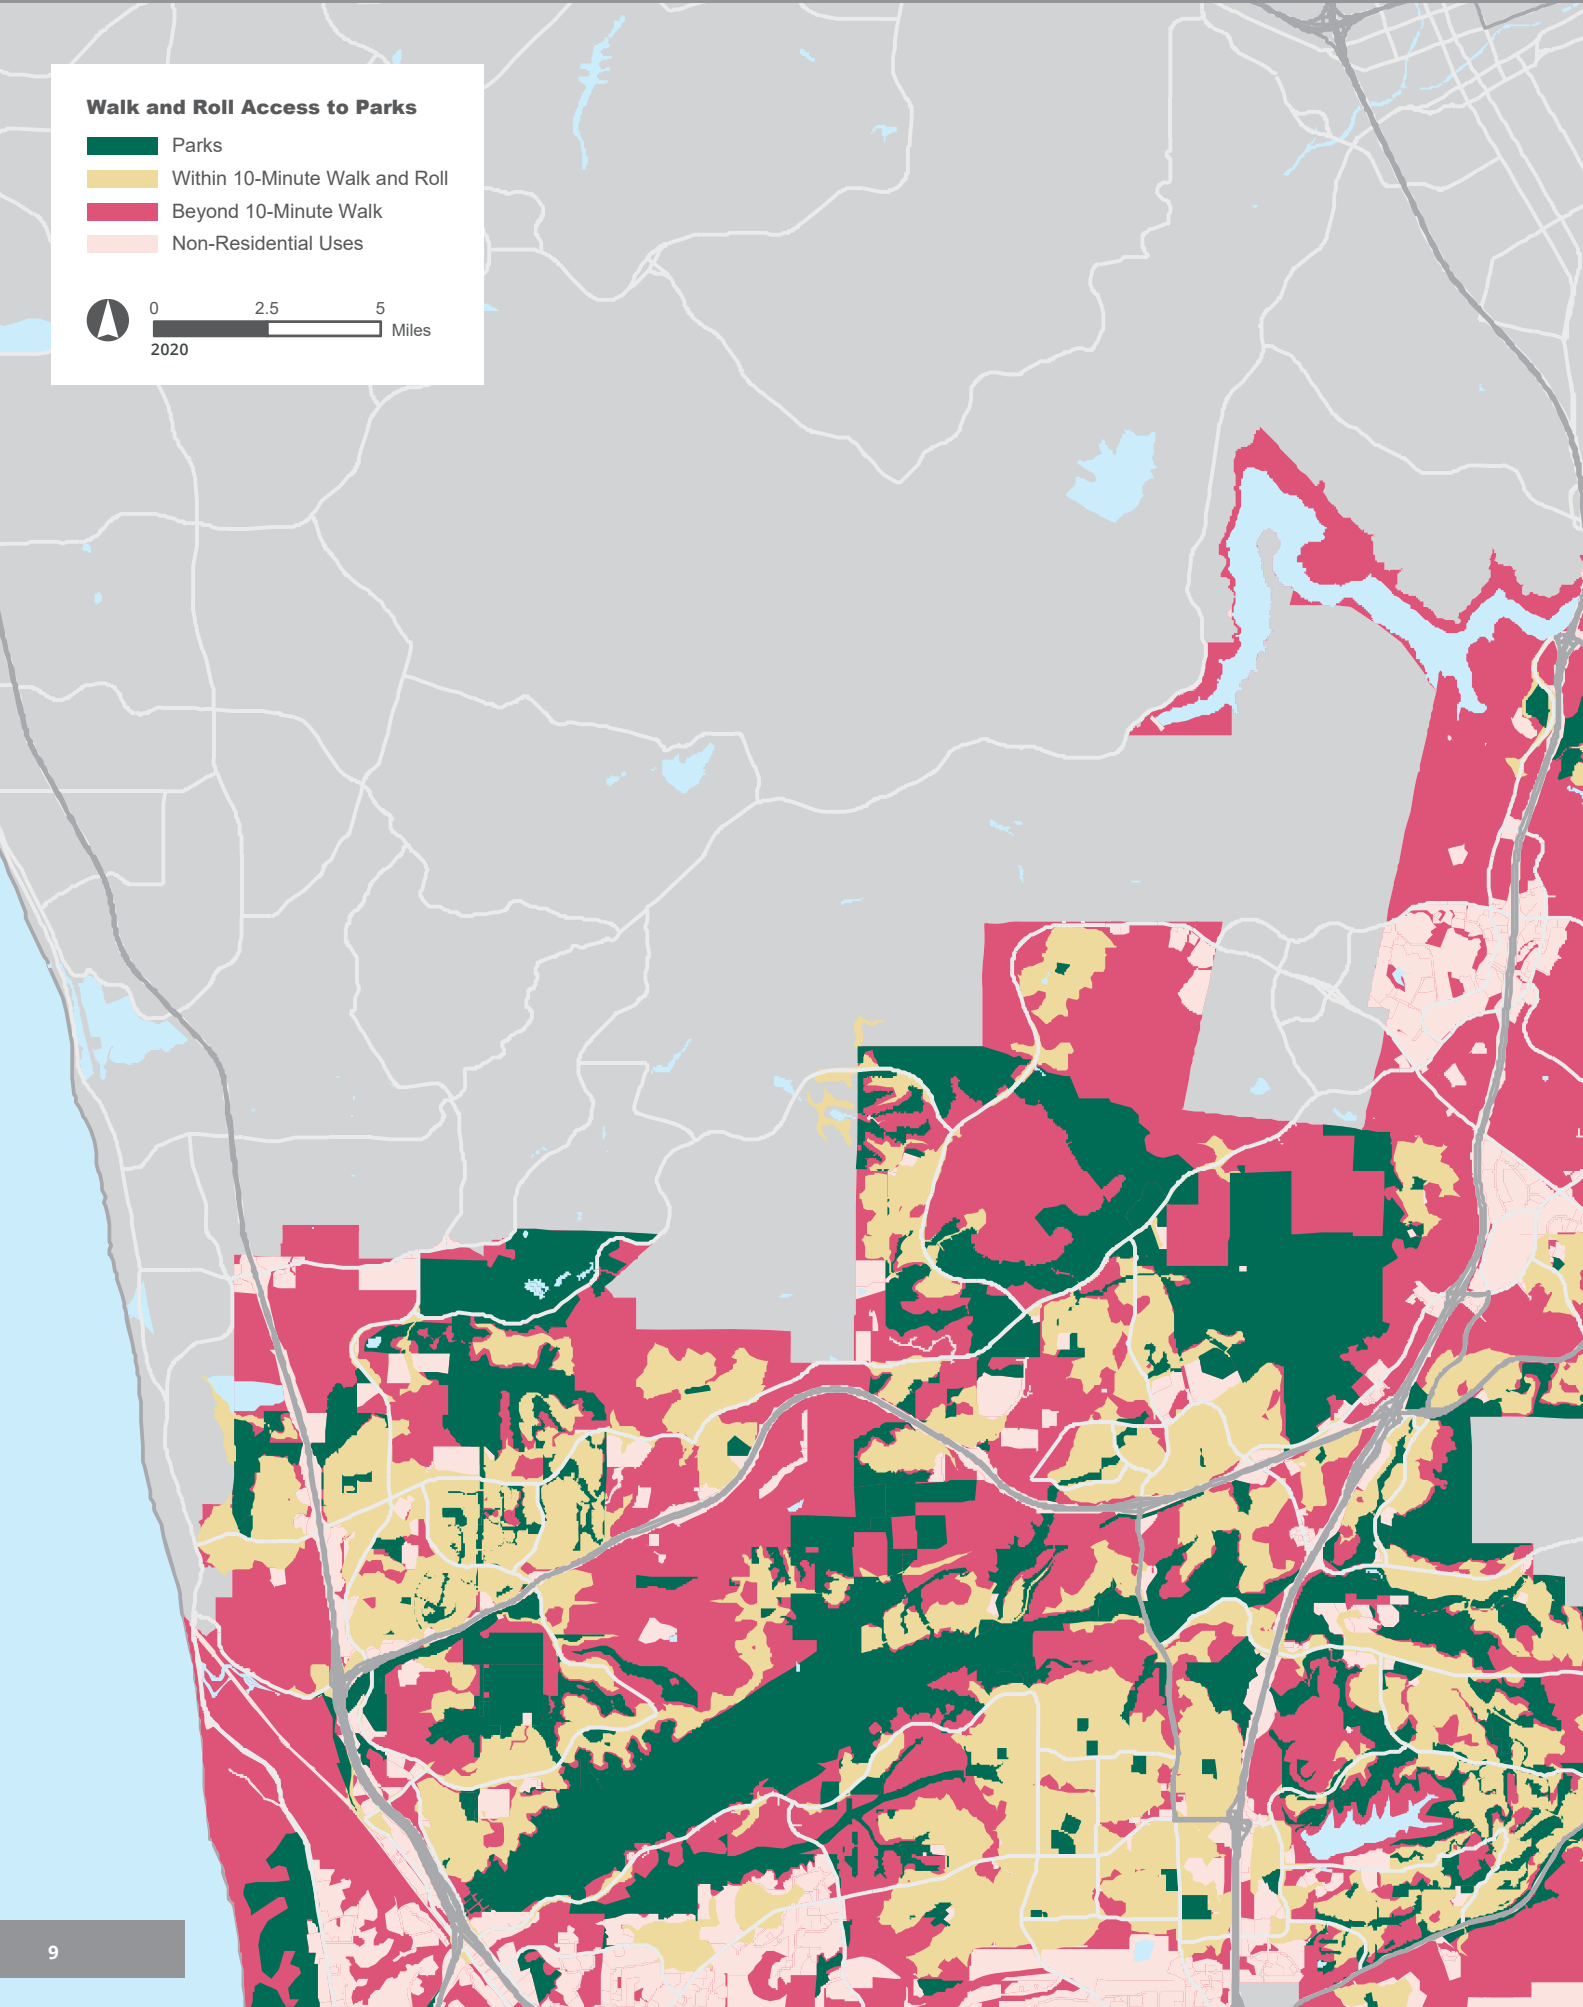 Walk and Roll Access to Parks
Parks
Within 10-Minute Walk and Roll
Beyond 10-Minute Walk
Non-Residential Uses
0 2.5 5
Miles
2020
9